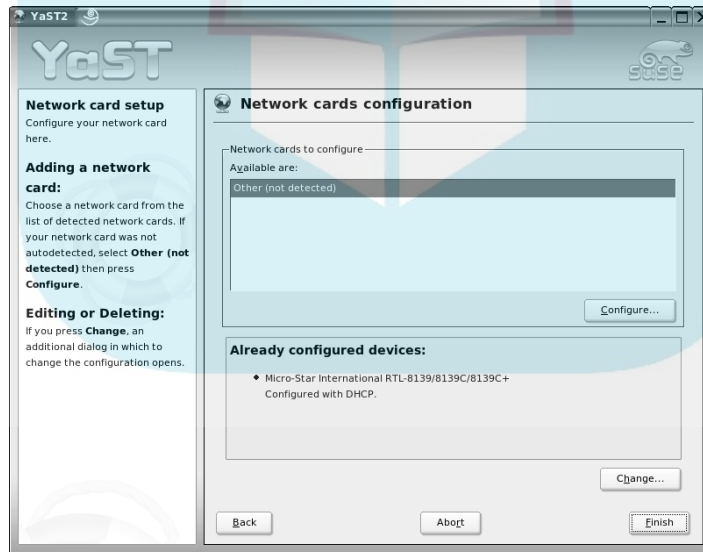 YaST2
YaST
SUSE
Network card setup
Configure your network card
here.
Adding a network
card:
Choose a network card from the
list of detected network cards. If
your network card was not
autodetected, select Other (not
detected) then press
Configure.
Editing or Deleting:
If you press Change, an
additional dialog in which to
change the configuration opens.
Network cards configuration
Network cards to configure
Available are:
Other (not detected)
Configure...
Already configured devices:
• Micro-Star International RTL-8139/8139C/8139C+
Configured with DHCP.
Change...
Back
Abort
Finish